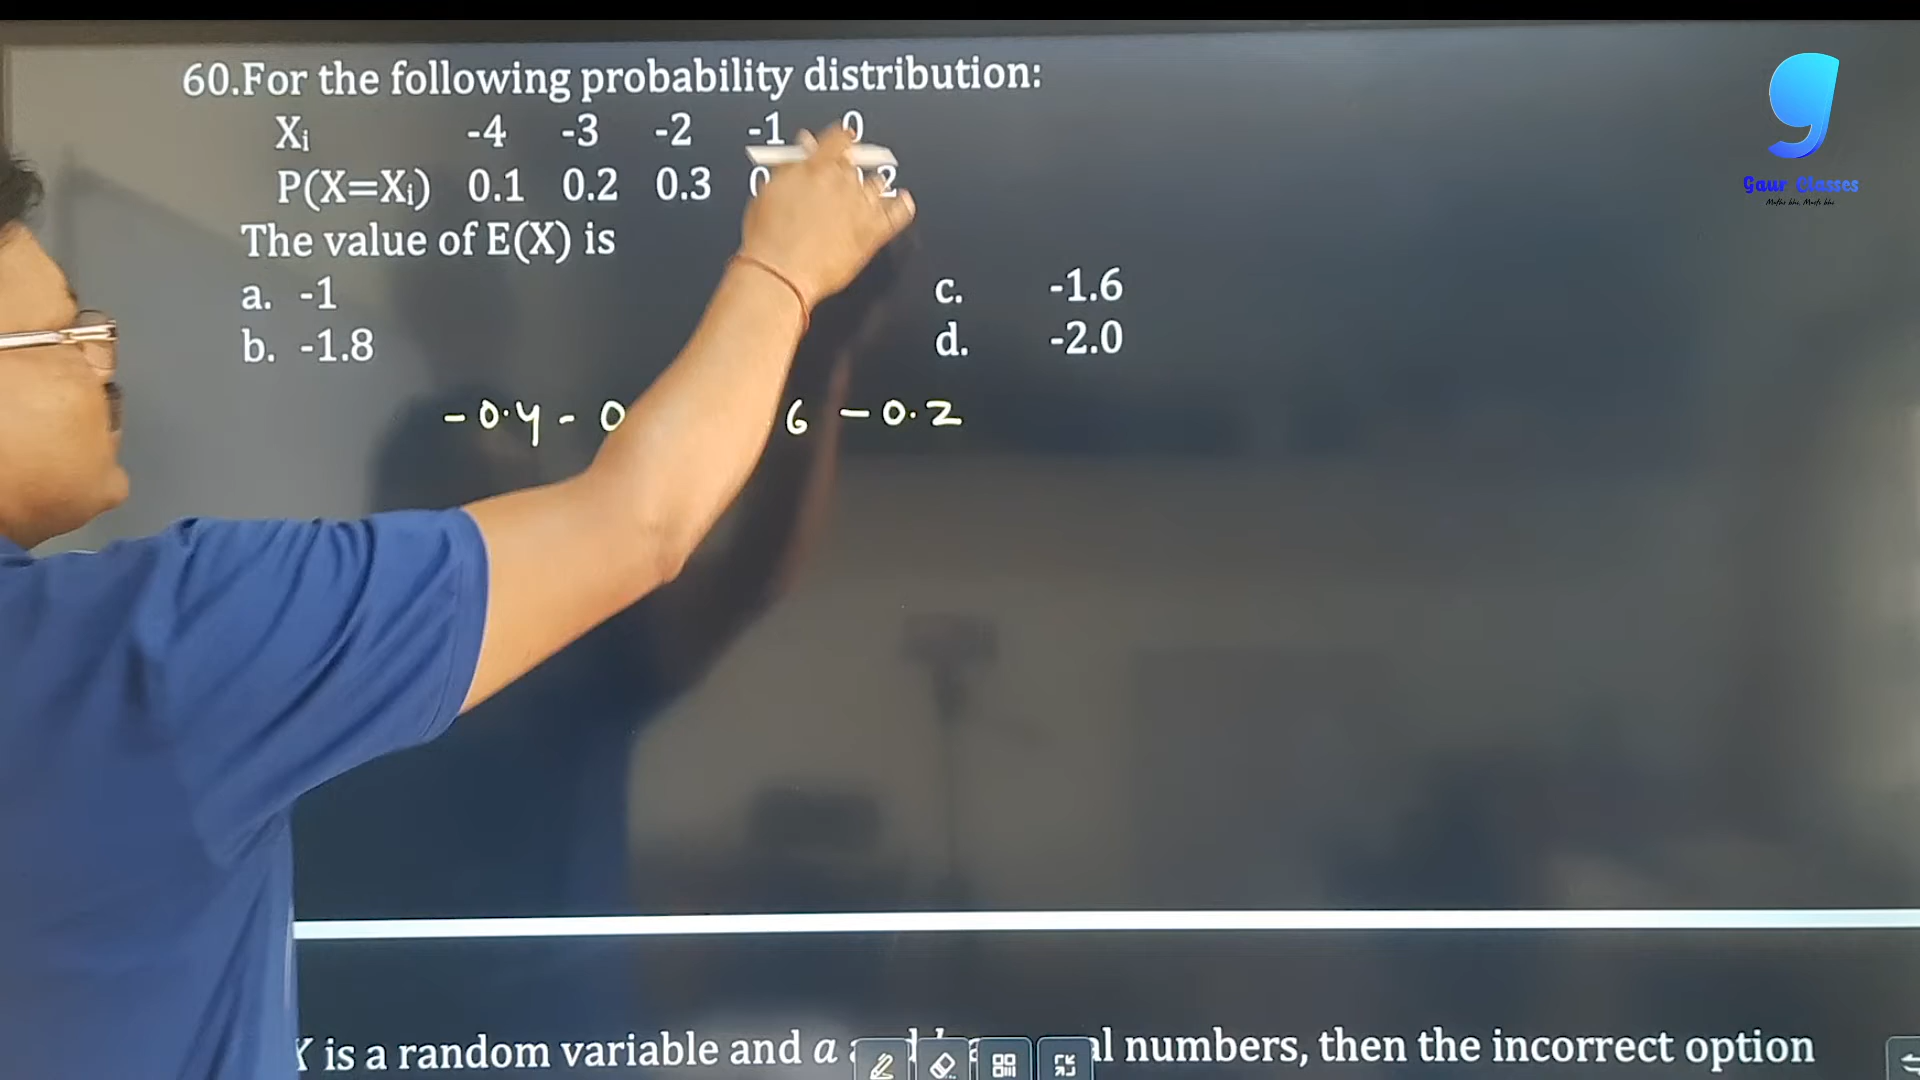 60.For the following probability distribution:
Xi -4 -3 -2 -1 0
P(X=Xi) 0.1 0.2 0.3
The value of E(X) is
a. -1
b. -1.8
c. -1.6
d. -2.0
-0.4 - 0 6 - 0.2
X is a random variable and a numbers, then the incorrect option
Gaur Classes